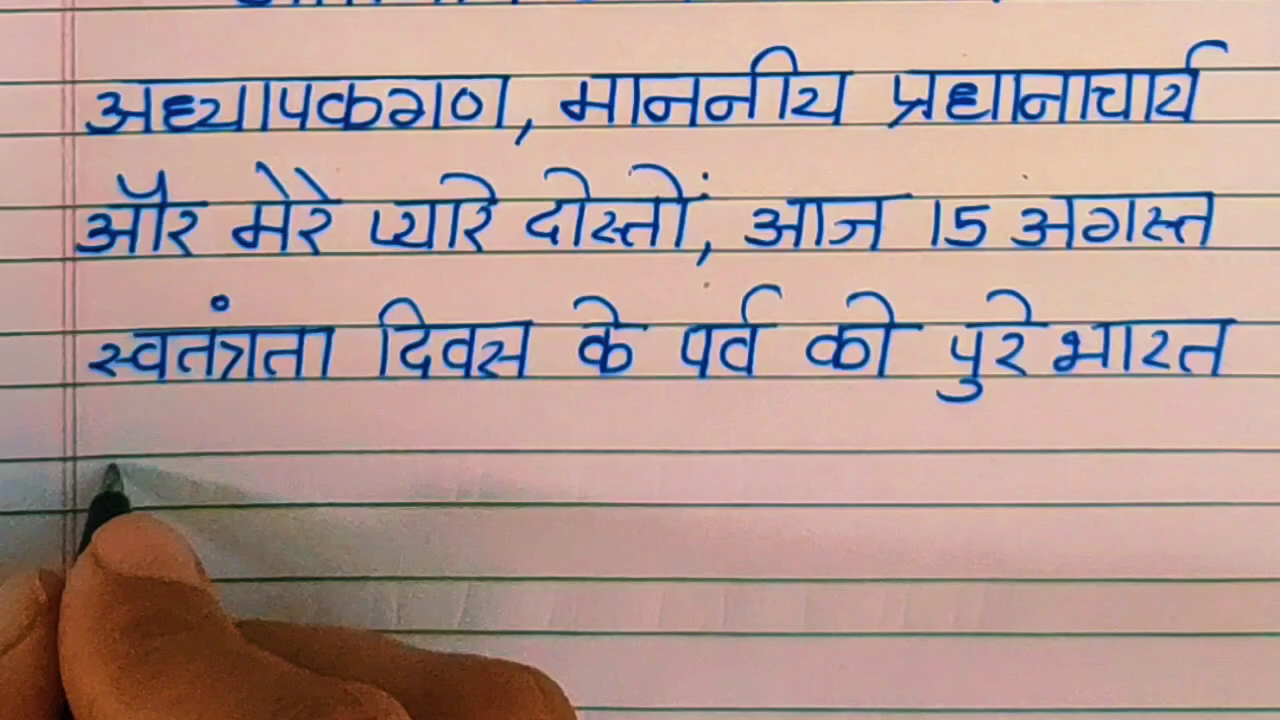 अध्यापकगण, माननीय प्रधानाचार्य
और मेरे प्यारे दोस्तों, आज 15 अगस्त
स्वतंत्रता दिवस के पर्व को पुरे भारत